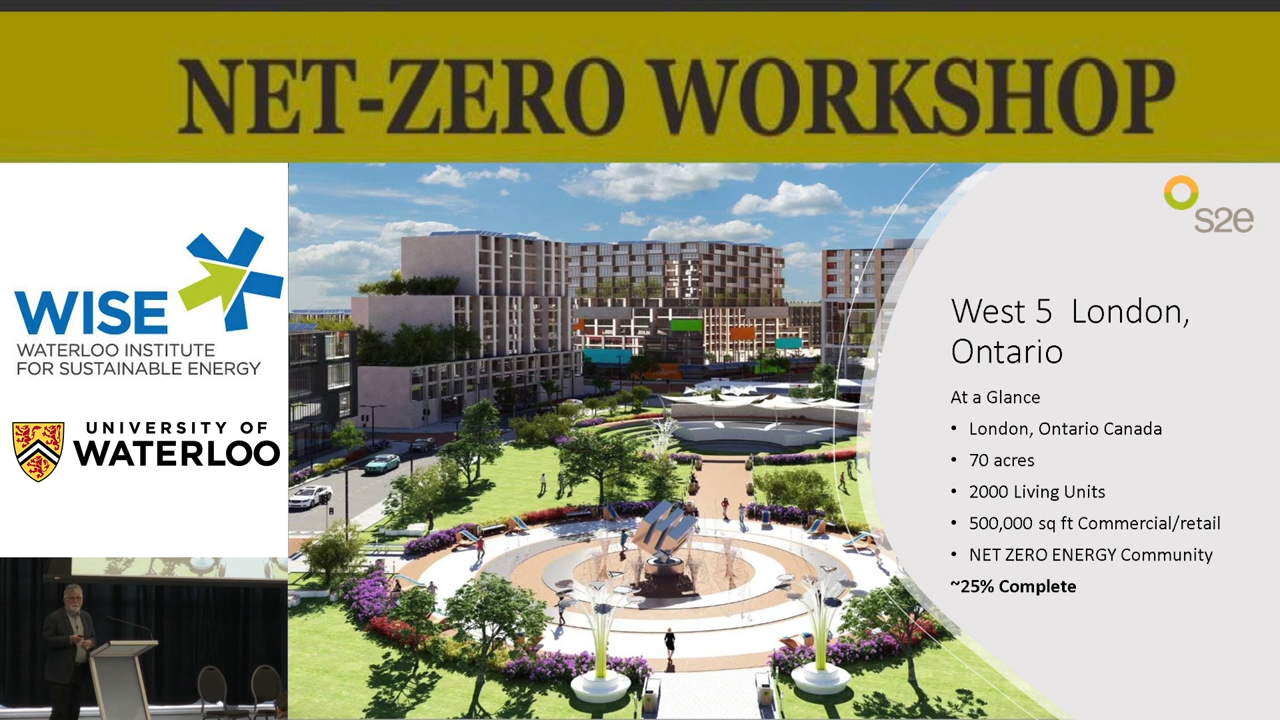 NET-ZERO WORKSHOP
WISE
WATERLOO INSTITUTE
FOR SUSTAINABLE ENERGY
UNIVERSITY OF
WATERLOO
s2e
West 5 London,
Ontario
At a Glance
• London, Ontario Canada
• 70 acres
• 2000 Living Units
• 500,000 sq ft Commercial/retail
• NET ZERO ENERGY Community
~25% Complete